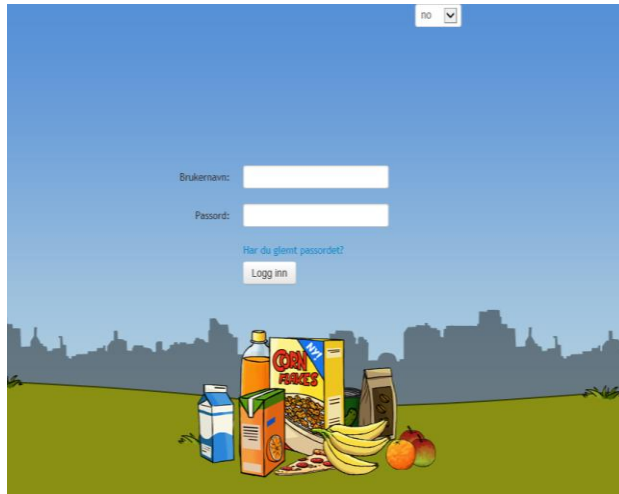 no
Brukernavn:
Passord:
Har du glemt passordet?
Logg inn
NY!
CORN
FLAKES